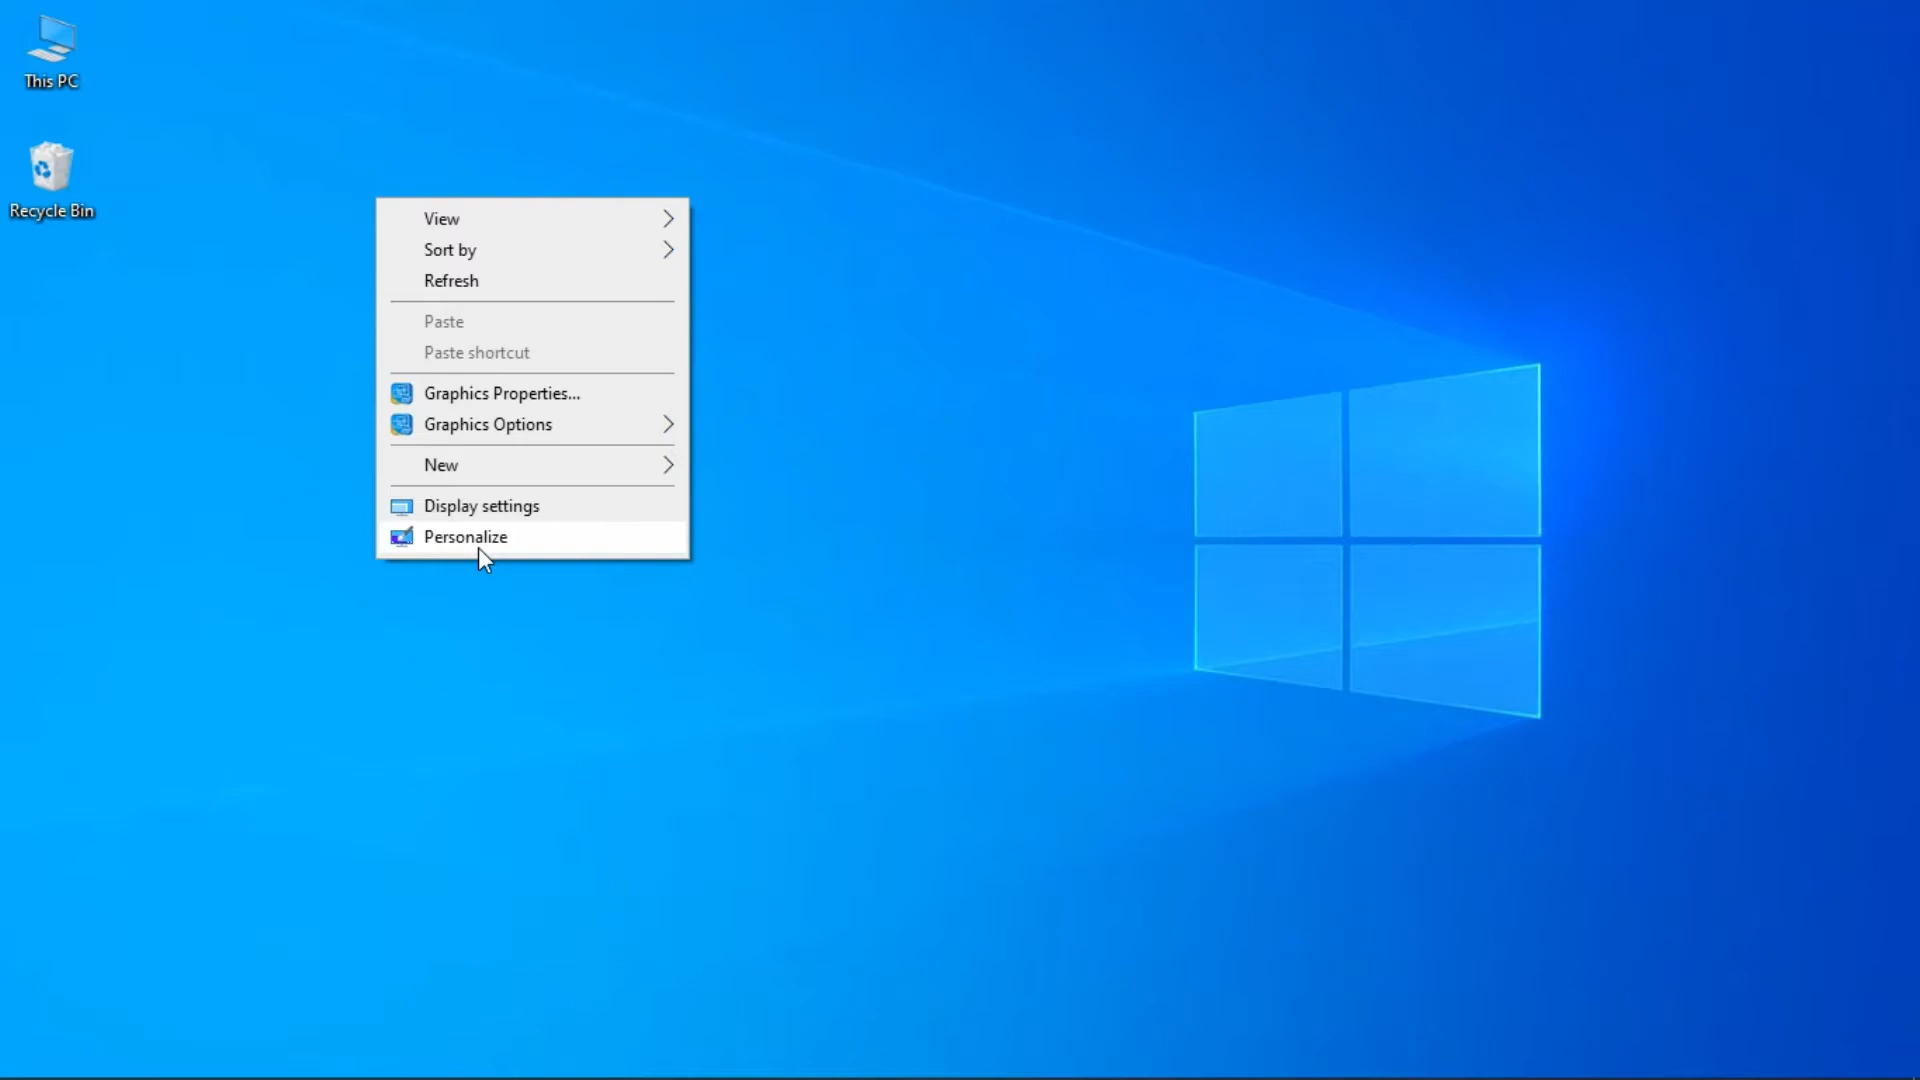 This PC
Recycle Bin
View
Sort by
Refresh
Paste
Paste shortcut
Graphics Properties...
Graphics Options
New
Display settings
Personalize